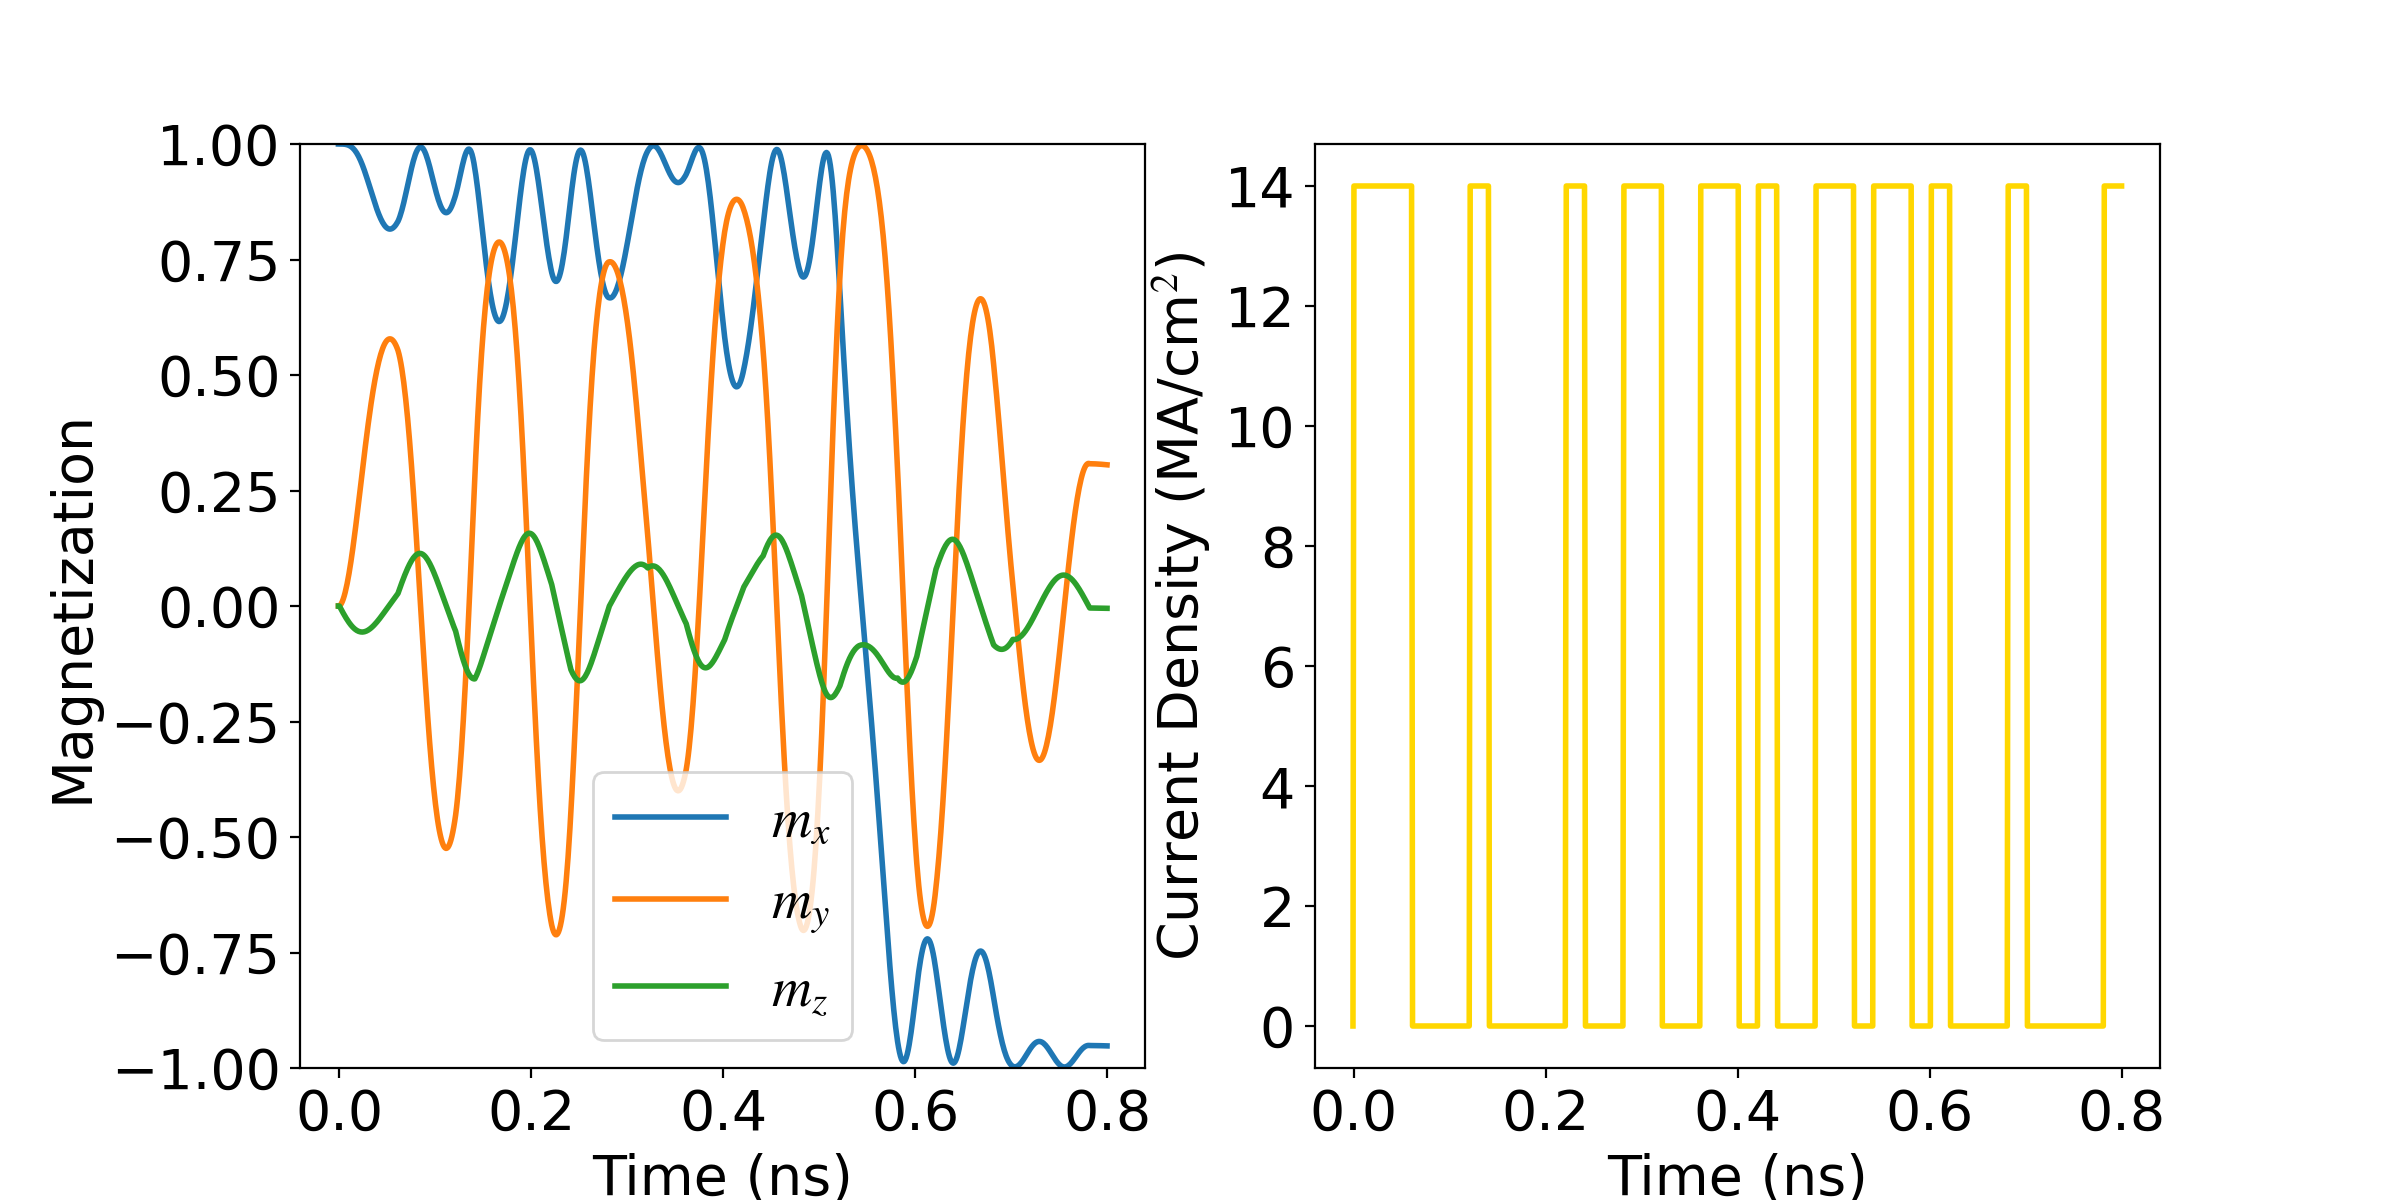 Magnetization
1.00
0.75
0.50
0.25
0.00
−0.25
−0.50
−0.75
−1.00
0.0 0.2 0.4 0.6 0.8
Time (ns)
m_x
m_y
m_z
Current Density (MA/cm²)
14
12
10
8
6
4
2
0
0.0 0.2 0.4 0.6 0.8
Time (ns)